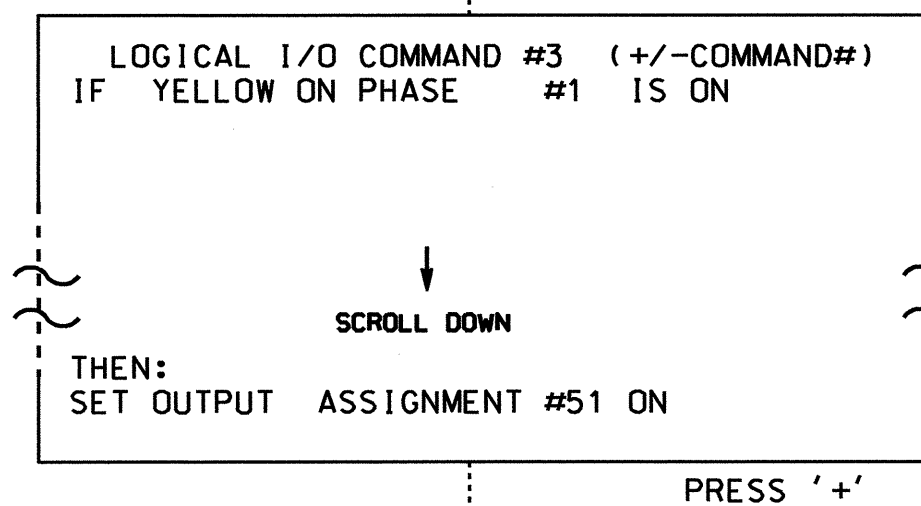 LOGICAL I/O COMMAND #3 (+/-COMMAND#)
IF YELLOW ON PHASE #1 IS ON
SCROLL DOWN
THEN:
SET OUTPUT ASSIGNMENT #51 ON
PRESS '+'